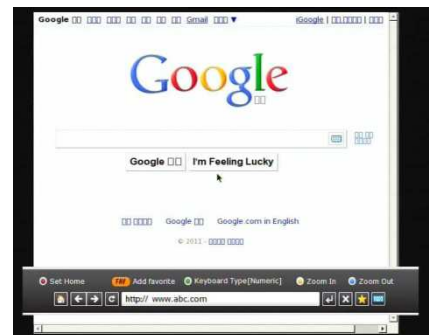 Google □□ □□□ □□□ □□ □□ □□ □□ Gmail □□□ ▼ iGoogle | □□.□□□□ | □□□
Google
□□
□□.□□
□□□□
Google □□ I'm Feeling Lucky
□□ □□□□ Google □□ Google.com in English
© 2011 - □□□□ □□□□
Set Home FAV Add favorite Keyboard Type[Numeric] Zoom In Zoom Out
http:// www.abc.com